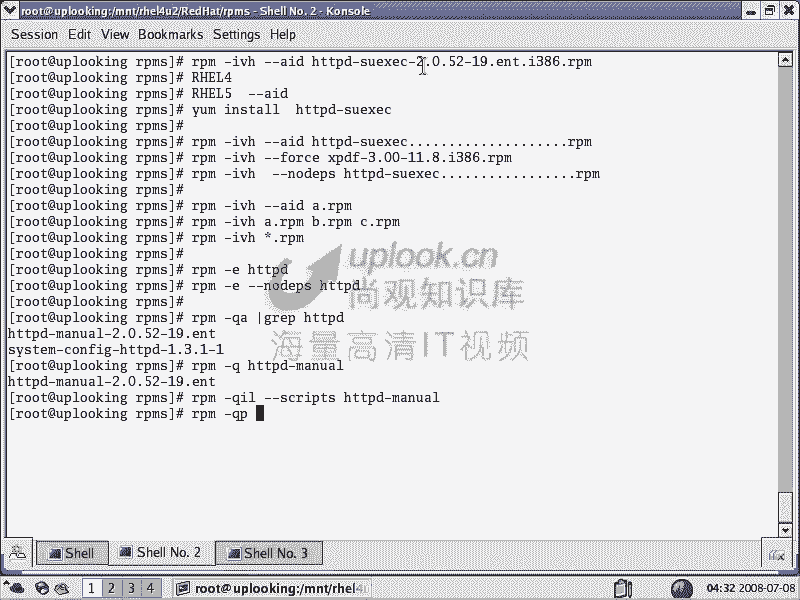 root@uplooking:/mnt/rhel4u2/RedHat/rpms - Shell No. 2 - Konsole
Session Edit View Bookmarks Settings Help
[root@uplooking rpms]# rpm -ivh --aid httpd-suexec-2.0.52-19.ent.i386.rpm
[root@uplooking rpms]# RHEL4
[root@uplooking rpms]# RHEL5  --aid
[root@uplooking rpms]# yum install  httpd-suexec
[root@uplooking rpms]#
[root@uplooking rpms]# rpm -ivh --aid httpd-suexec....................rpm
[root@uplooking rpms]# rpm -ivh --force xpdf-3.00-11.8.i386.rpm
[root@uplooking rpms]# rpm -ivh  --nodeps httpd-suexec.................rpm
[root@uplooking rpms]#
[root@uplooking rpms]# rpm -ivh --aid a.rpm
[root@uplooking rpms]# rpm -ivh a.rpm b.rpm c.rpm
[root@uplooking rpms]# rpm -ivh *.rpm
[root@uplooking rpms]#
uplook.cn
[root@uplooking rpms]# rpm -e httpd
[root@uplooking rpms]# rpm -e --nodeps httpd
尚观知识库
[root@uplooking rpms]#
[root@uplooking rpms]# rpm -qa |grep httpd
httpd-manual-2.0.52-19.ent
system-config-httpd-1.3.1-1
海量高清IT视频
[root@uplooking rpms]# rpm -q httpd-manual
httpd-manual-2.0.52-19.ent
[root@uplooking rpms]# rpm -qil --scripts httpd-manual
[root@uplooking rpms]# rpm -qp
Shell Shell No. 2 Shell No. 3
1 2 3 4 root@uplooking:/mnt/rhel4 04:32 2008-07-08